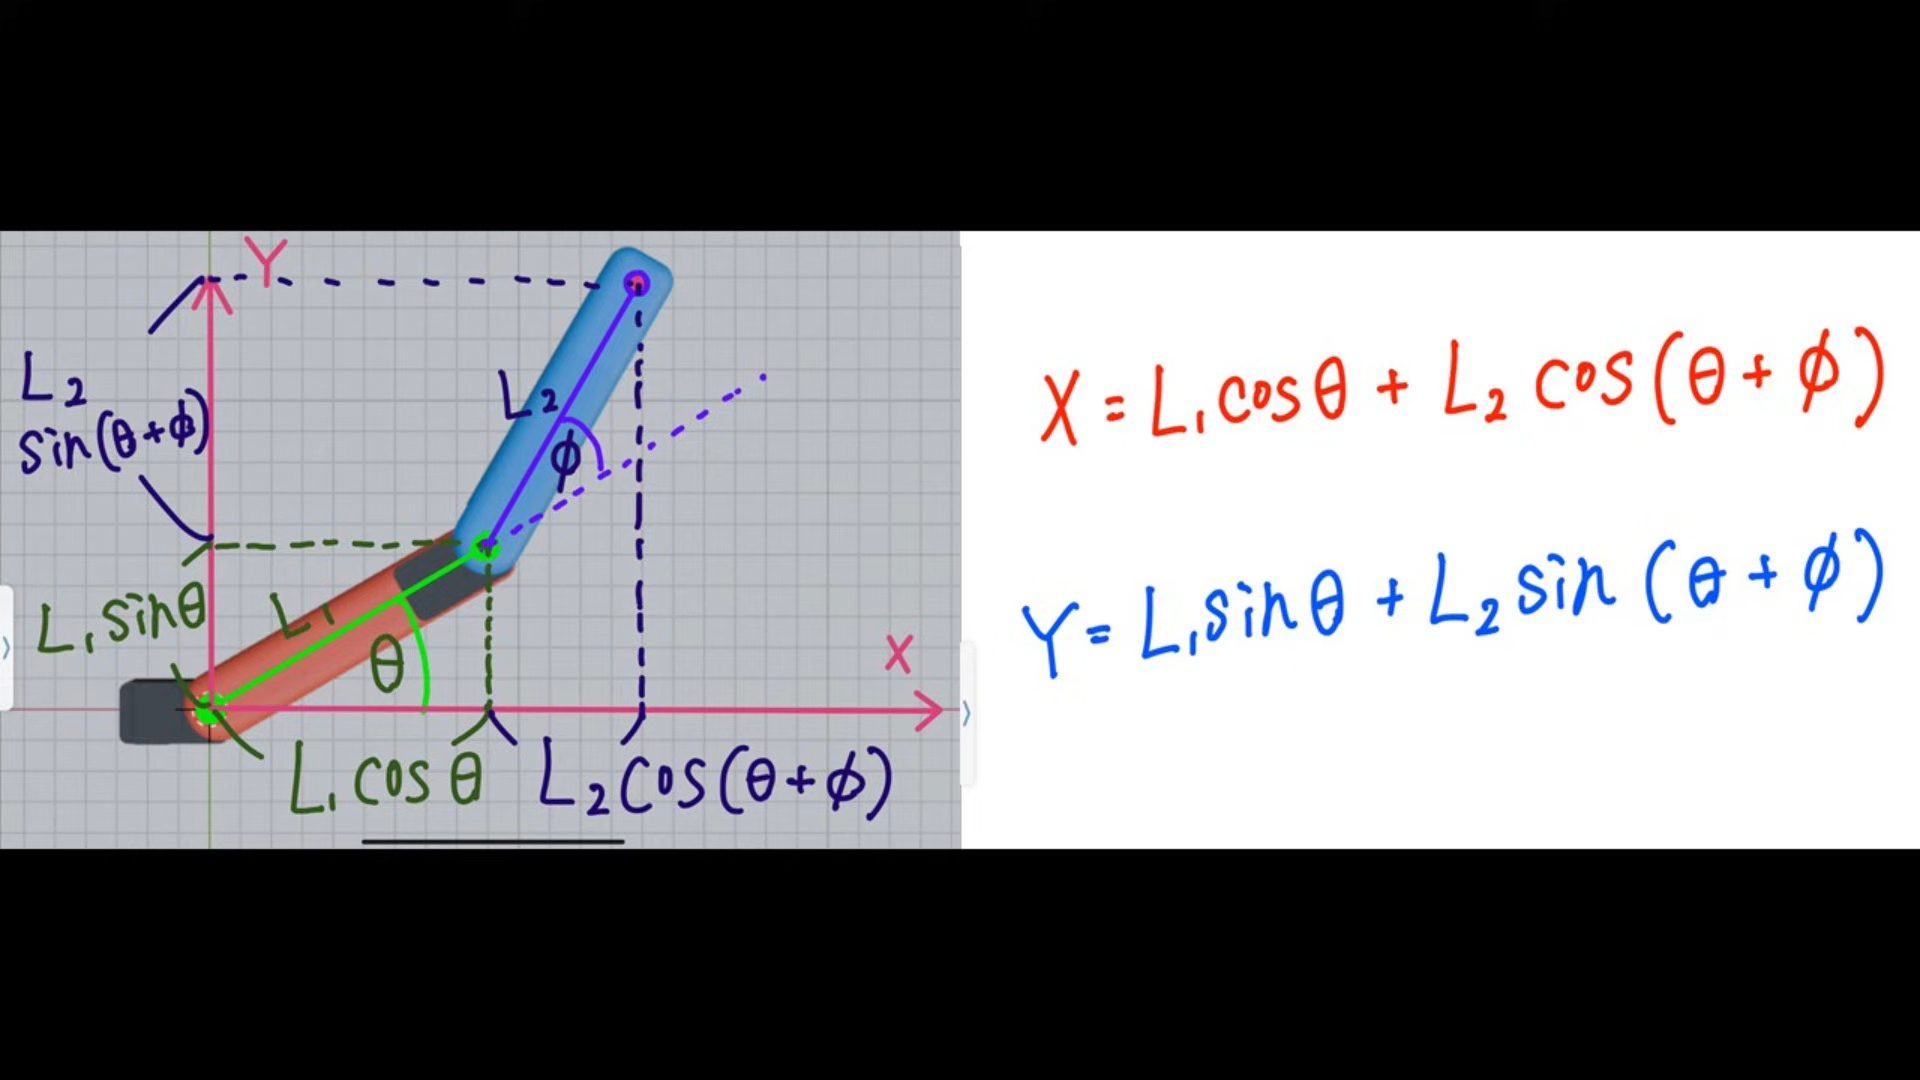 Y
L₂
sin(θ+ϕ)
L₂
ϕ
L₁sinθ
L₁
θ
X
L₁cosθ
L₂cos(θ+ϕ)
X=L₁cosθ+L₂cos(θ+ϕ)
Y=L₁sinθ+L₂sin(θ+ϕ)